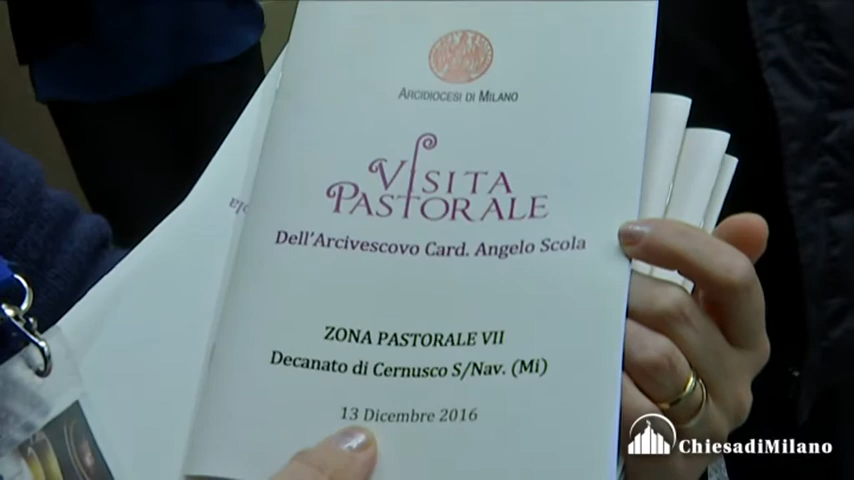 ARCIDIOCESI DI MILANO
VISITA
PASTORALE
Dell'Arcivescovo Card. Angelo Scola
ZONA PASTORALE VII
Decanato di Cernusco S/Nav. (Mi)
13 Dicembre 2016
ChiesadiMilano